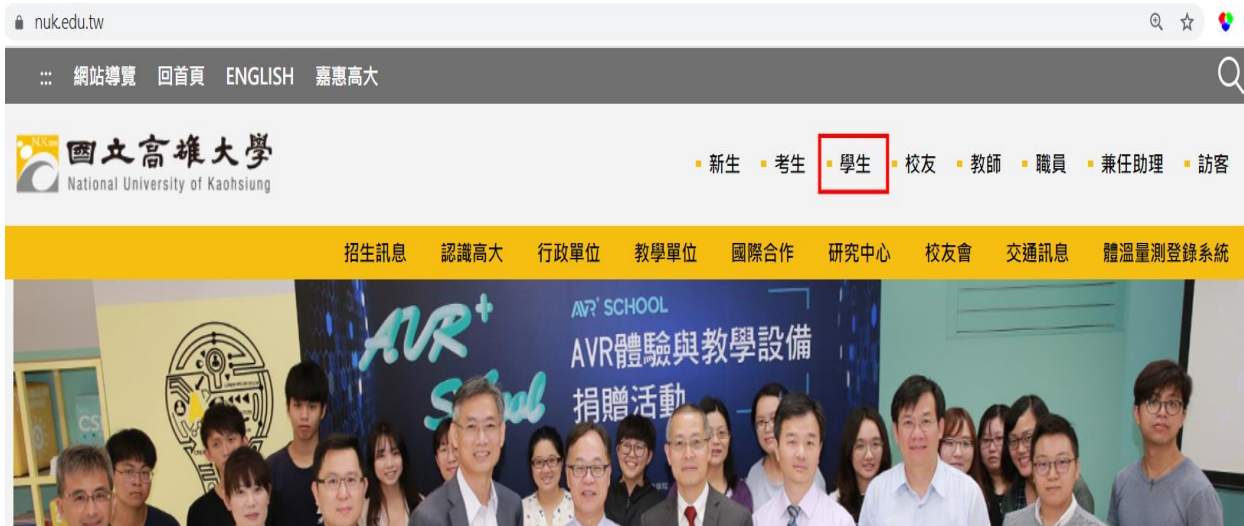 nuk.edu.tw
::: 網站導覽 回首頁 ENGLISH 嘉惠高大
NUK
國立高雄大學
National University of Kaohsiung
新生 考生 學生 校友 教師 職員 兼任助理 訪客
招生訊息 認識高大 行政單位 教學單位 國際合作 研究中心 校友會 交通訊息 體溫量測登錄系統
AVR+ School
AVR+ SCHOOL
AVR體驗與教學設備
捐贈活動